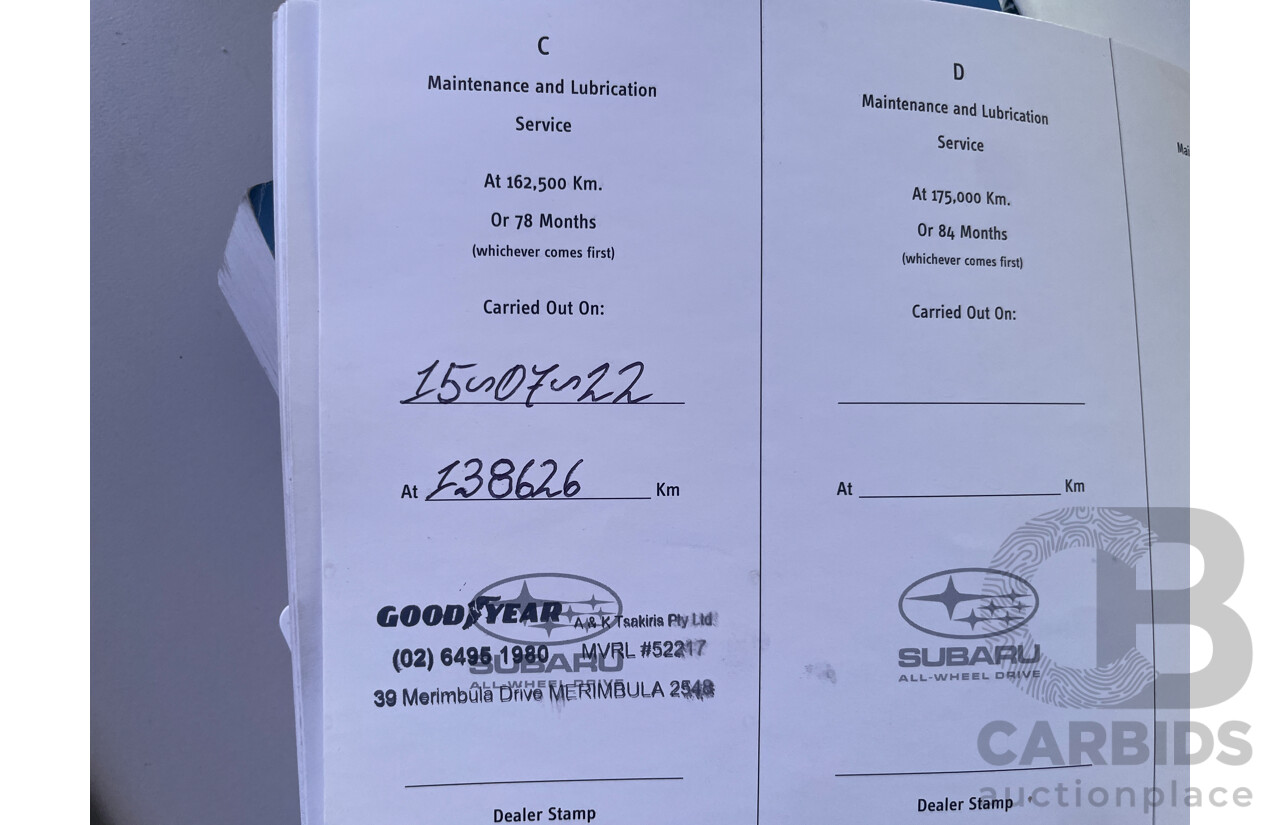 C
Maintenance and Lubrication
Service
At 162,500 Km.
Or 78 Months
(whichever comes first)
Carried Out On:
15-07-22
At 138626 Km
GOODYEAR A & K Tsakiris Pty Ltd
(02) 6495 1980 MVRL #52217
SUBARU
ALL-WHEEL DRIVE
39 Merimbula Drive MERIMBULA 2548
Dealer Stamp
D
Maintenance and Lubrication
Service
At 175,000 Km.
Or 84 Months
(whichever comes first)
Carried Out On:
At Km
SUBARU
ALL-WHEEL DRIVE
Dealer Stamp
Mai
CB
CARBIDS
auctionplace